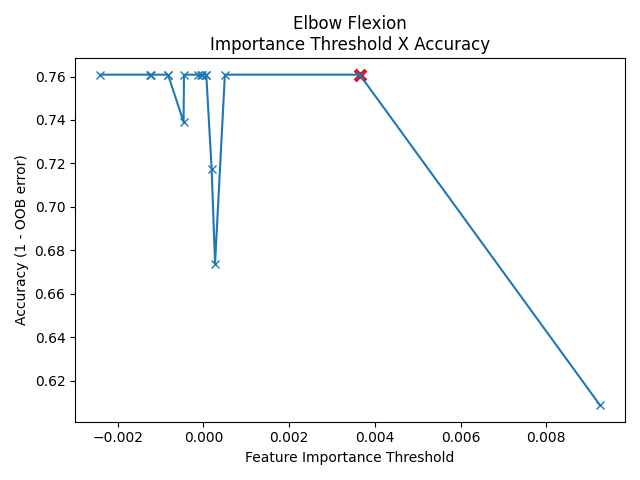 Elbow Flexion
Importance Threshold X Accuracy
Accuracy (1 - OOB error)
0.76
0.74
0.72
0.70
0.68
0.66
0.64
0.62
−0.002 0.000 0.002 0.004 0.006 0.008
Feature Importance Threshold